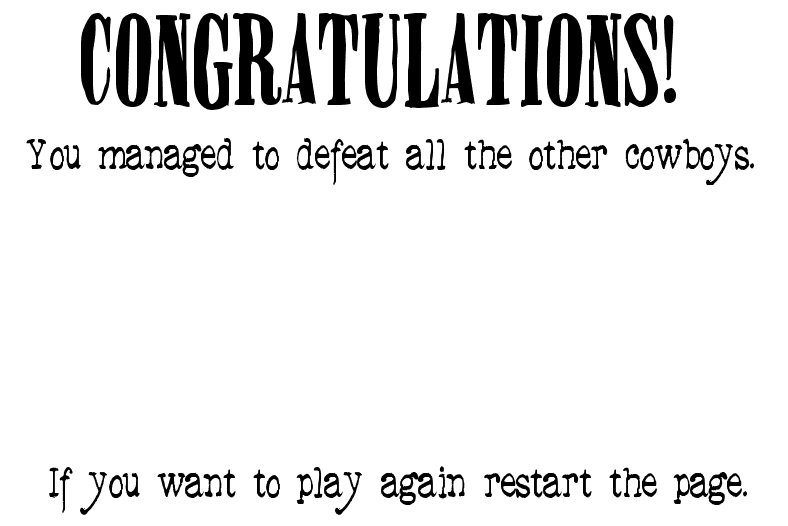 CONGRATULATIONS!
You managed to defeat all the other cowboys.
If you want to play again restart the page.